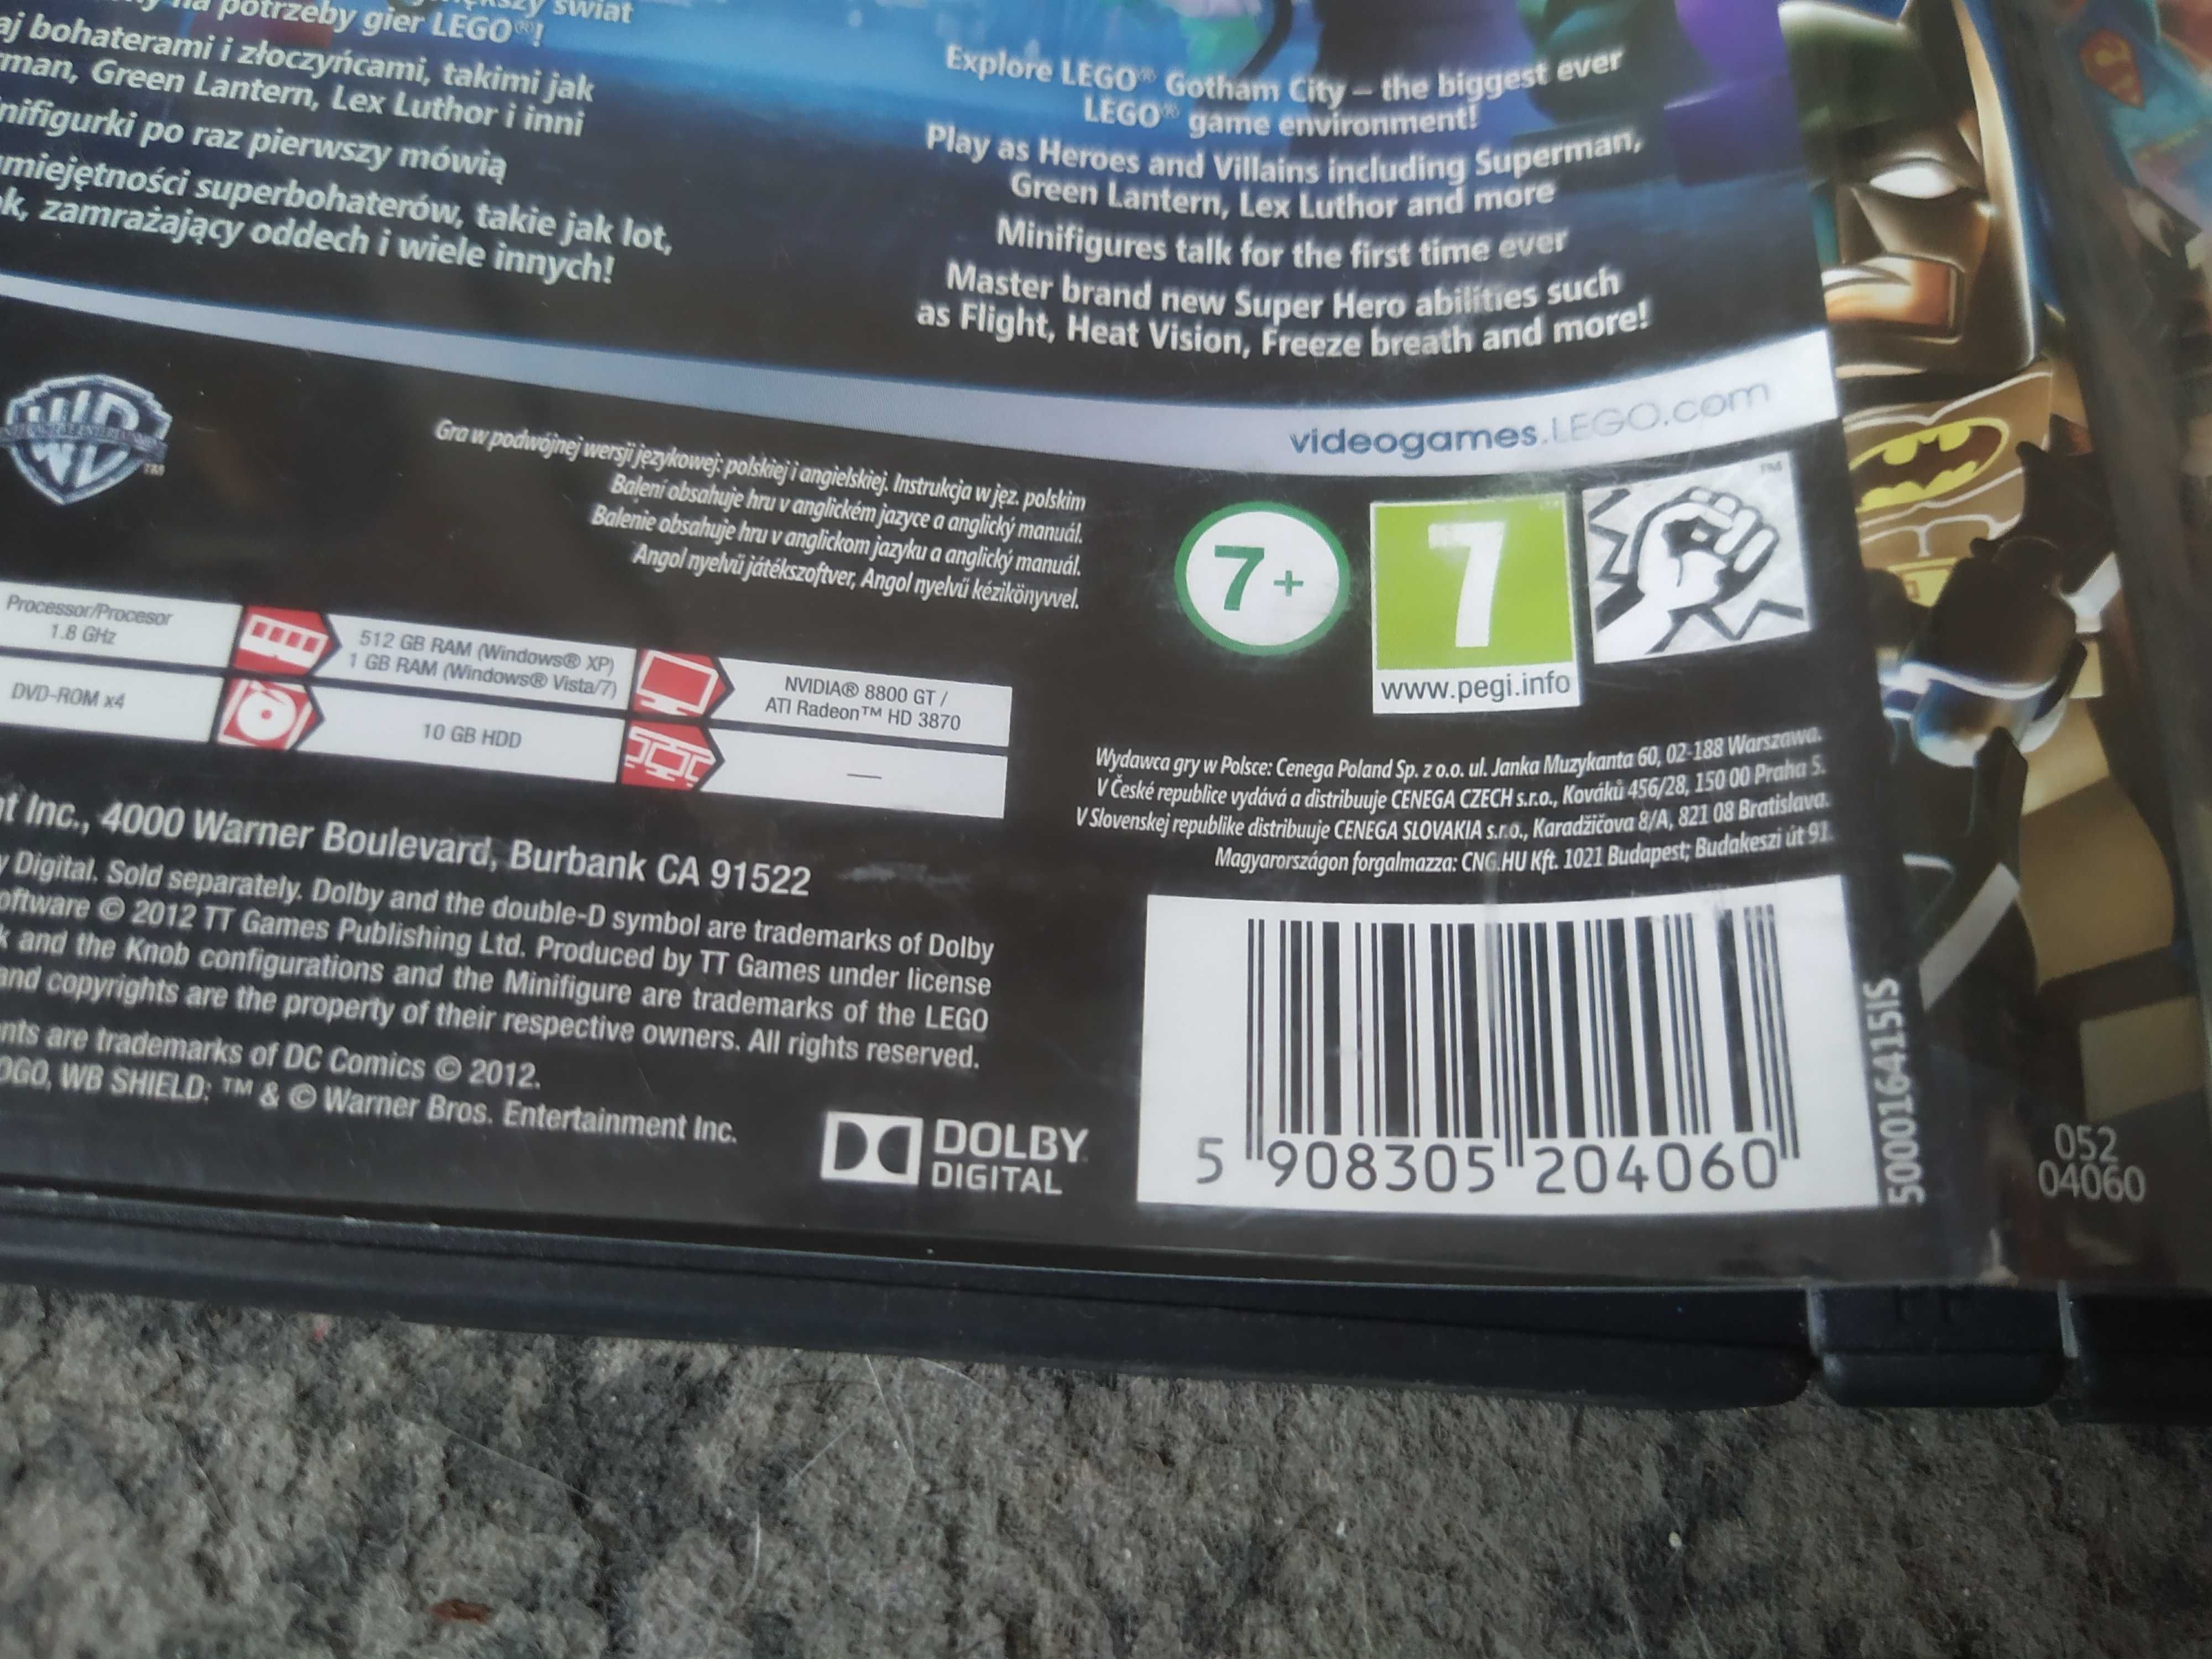 świat
na potrzeby gier LEGO®!
bohaterami i złoczyńcami, takimi jak
Green Lantern, Lex Luthor i inni
po raz pierwszy mówią
superbohaterów, takie jak lot,
zamrażający oddech i wiele innych!
Explore LEGO® Gotham City – the biggest ever
LEGO® game environment!
Play as Heroes and Villains including Superman,
Green Lantern, Lex Luthor and more
Minifigures talk for the first time ever
Master brand new Super Hero abilities such
as Flight, Heat Vision, Freeze breath and more!
videogames.LEGO.com
WB
TM
Gra w podwójnej wersji językowej: polskiej i angielskiej. Instrukcja w jęz. polskim
Balení obsahuje hru v anglickém jazyce a anglický manuál.
Balenie obsahuje hru v anglickom jazyku a anglický manuál.
Angol nyelvű játékszoftver, Angol nyelvű kézikönyvvel.
7+
7
www.pegi.info
TM
Processor/Procesor
1.8 GHz
512 GB RAM (Windows® XP)
1 GB RAM (Windows® Vista/7)
NVIDIA® 8800 GT /
ATI Radeon™ HD 3870
DVD-ROM x4
10 GB HDD
—
Wydawca gry w Polsce: Cenega Poland Sp. z o.o. ul. Janka Muzykanta 60, 02-188 Warszawa.
V České republice vydává a distribuuje CENEGA CZECH s.r.o., Kováků 456/28, 150 00 Praha 5.
V Slovenskej republike distribuuje CENEGA SLOVAKIA s.r.o., Karadžičova 8/A, 821 08 Bratislava.
Magyarországon forgalmazza: CNG.HU Kft. 1021 Budapest; Budakeszi út 91.
Inc., 4000 Warner Boulevard, Burbank CA 91522
Digital. Sold separately. Dolby and the double-D symbol are trademarks of Dolby
© 2012 TT Games Publishing Ltd. Produced by TT Games under license
and the Knob configurations and the Minifigure are trademarks of the LEGO
and copyrights are the property of their respective owners. All rights reserved.
are trademarks of DC Comics © 2012.
WB SHIELD: ™ & © Warner Bros. Entertainment Inc.
DOLBY
DIGITAL
5 908305 204060
500016415IS
052
04060